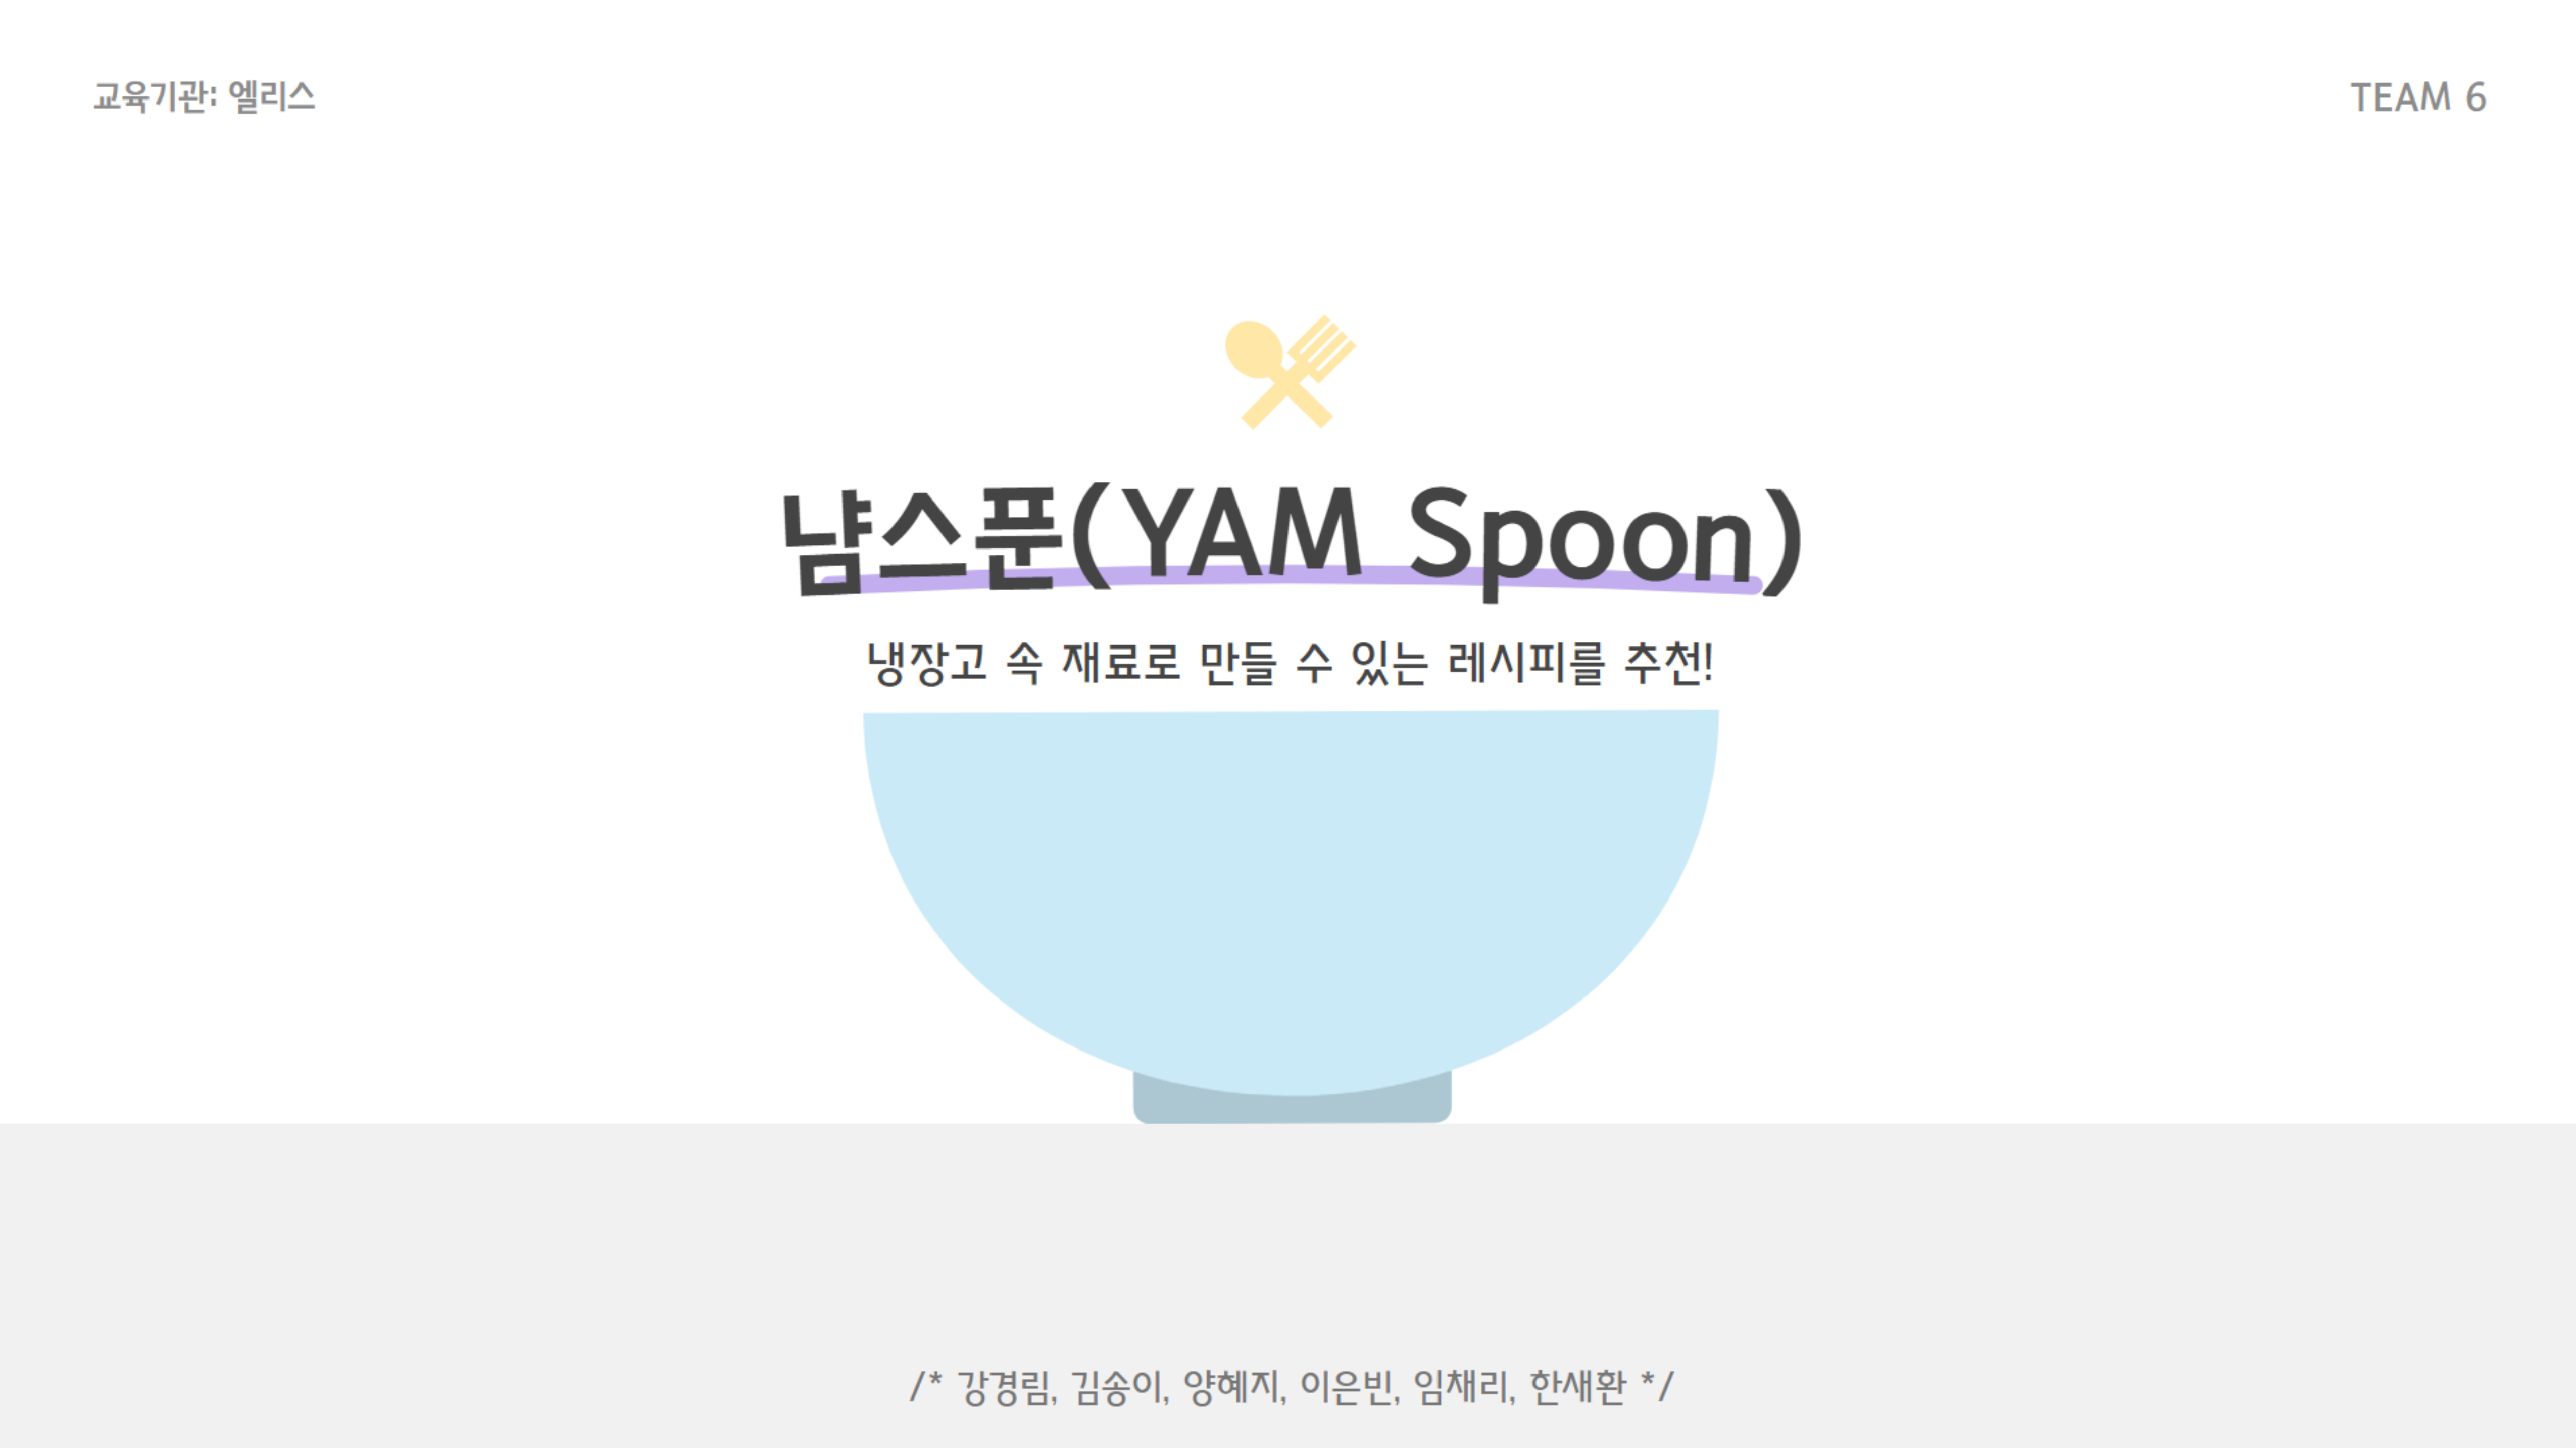 교육기관: 엘리스
TEAM 6
냠스푼(YAM Spoon)
냉장고 속 재료로 만들 수 있는 레시피를 추천!
/* 강경림, 김송이, 양혜지, 이은빈, 임채리, 한새환 */